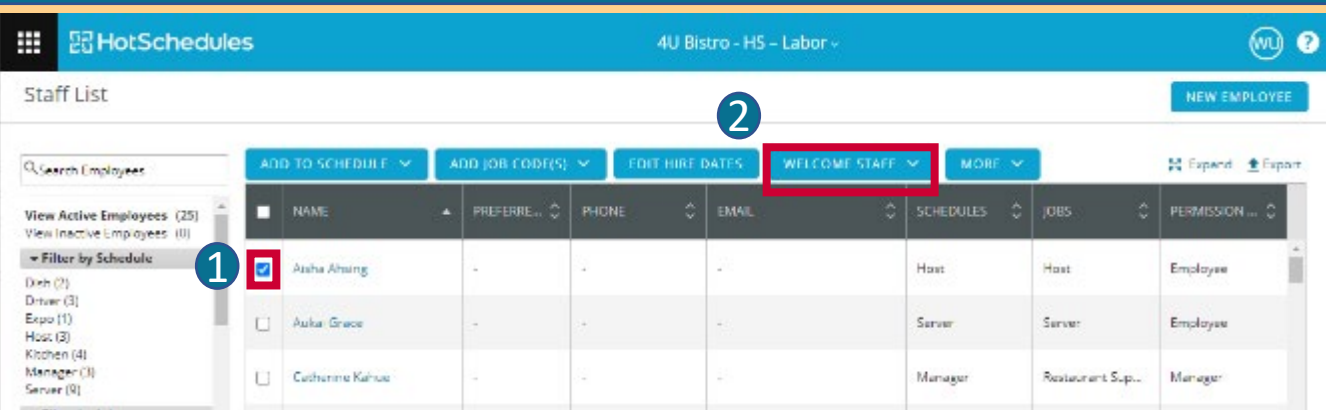 HotSchedules
4U Bistro - HS – Labor
WU
?
Staff List
NEW EMPLOYEE
2
Search Employees
ADD TO SCHEDULE
ADD JOB CODE(S)
EDIT HIRE DATES
WELCOME STAFF
MORE
Expand
Export
View Active Employees (25)
View Inactive Employees (0)
NAME
PREFERRE...
PHONE
EMAIL
SCHEDULES
JOBS
PERMISSION ...
Filter by Schedule
1
Aisha Ahsing
-
-
-
Host
Host
Employee
Dish (2)
Driver (3)
Expo (1)
Host (3)
Kitchen (4)
Manager (3)
Server (9)
Aukai Grace
-
-
-
Server
Server
Employee
Catherine Kahue
-
-
-
Manager
Restaurant Sup...
Manager